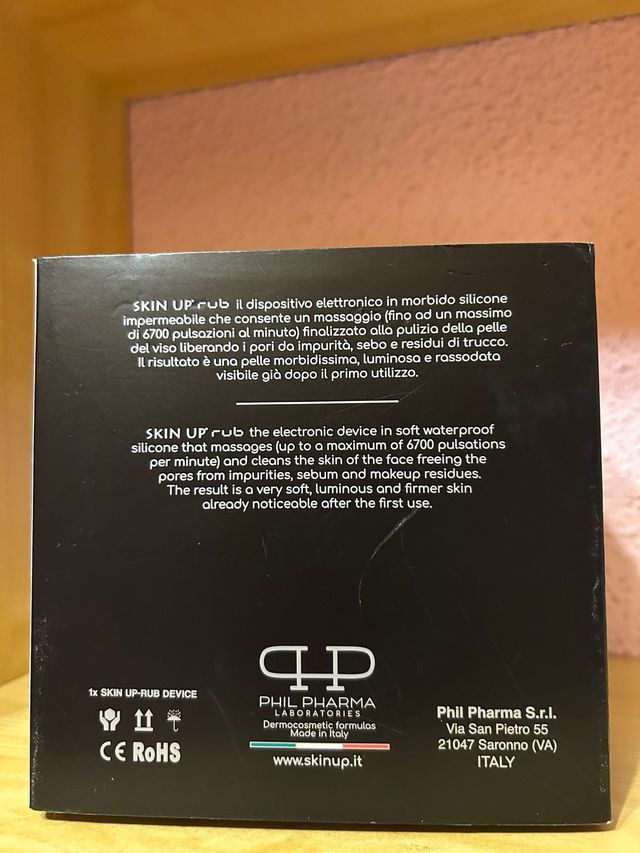 SKIN UP® rub il dispositivo elettronico in morbido silicone
impermeabile che consente un massaggio (fino ad un massimo
di 6700 pulsazioni al minuto) finalizzato alla pulizia della pelle
del viso liberando i pori da impurità, sebo e residui di trucco.
Il risultato è una pelle morbidissima, luminosa e rassodata
visibile già dopo il primo utilizzo.
SKIN UP® rub the electronic device in soft waterproof
silicone that massages (up to a maximum of 6700 pulsations
per minute) and cleans the skin of the face freeing the
pores from impurities, sebum and makeup residues.
The result is a very soft, luminous and firmer skin
already noticeable after the first use.
1x SKIN UP-RUB DEVICE
CE RoHS
PHIL PHARMA
LABORATORIES
Dermocosmetic formulas
Made in Italy
www.skinup.it
Phil Pharma S.r.l.
Via San Pietro 55
21047 Saronno (VA)
ITALY